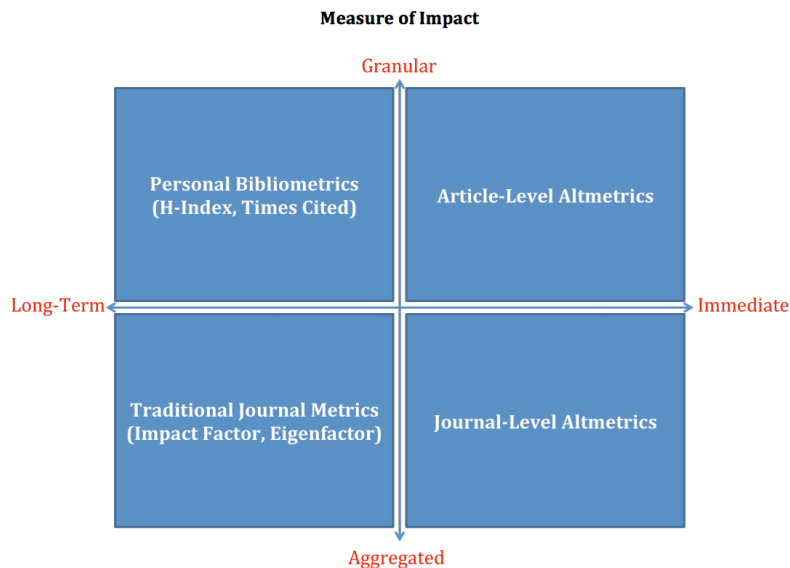 Measure of Impact
Granular
Personal Bibliometrics
(H-Index, Times Cited)
Article-Level Altmetrics
Long-Term
Immediate
Traditional Journal Metrics
(Impact Factor, Eigenfactor)
Journal-Level Altmetrics
Aggregated